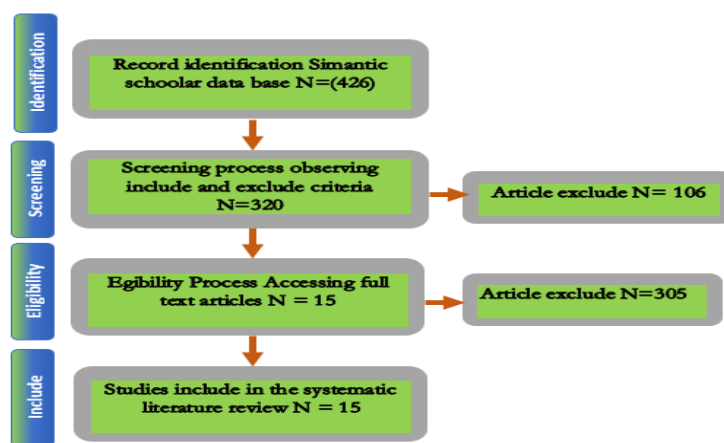 Identification
Record identification Simantic
schoolar data base N=(426)
Screening
Screening process observing
include and exclude criteria
N=320
Article exclude N= 106
Eligibility
Egibility Process Accessing full
text articles N = 15
Article exclude N=305
Include
Studies include in the systematic
literature review N = 15